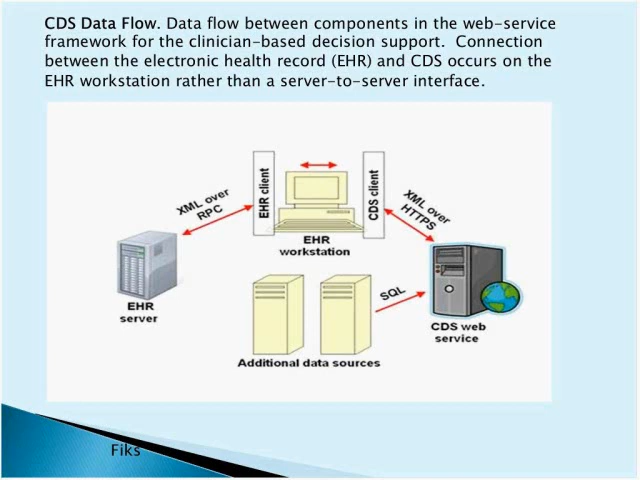 CDS Data Flow. Data flow between components in the web-service
framework for the clinician-based decision support.  Connection
between the electronic health record (EHR) and CDS occurs on the
EHR workstation rather than a server-to-server interface.
XML over
RPC
EHR client
CDS client
XML over
HTTPS
EHR
workstation
EHR
server
SQL
CDS web
service
Additional data sources
Fiks